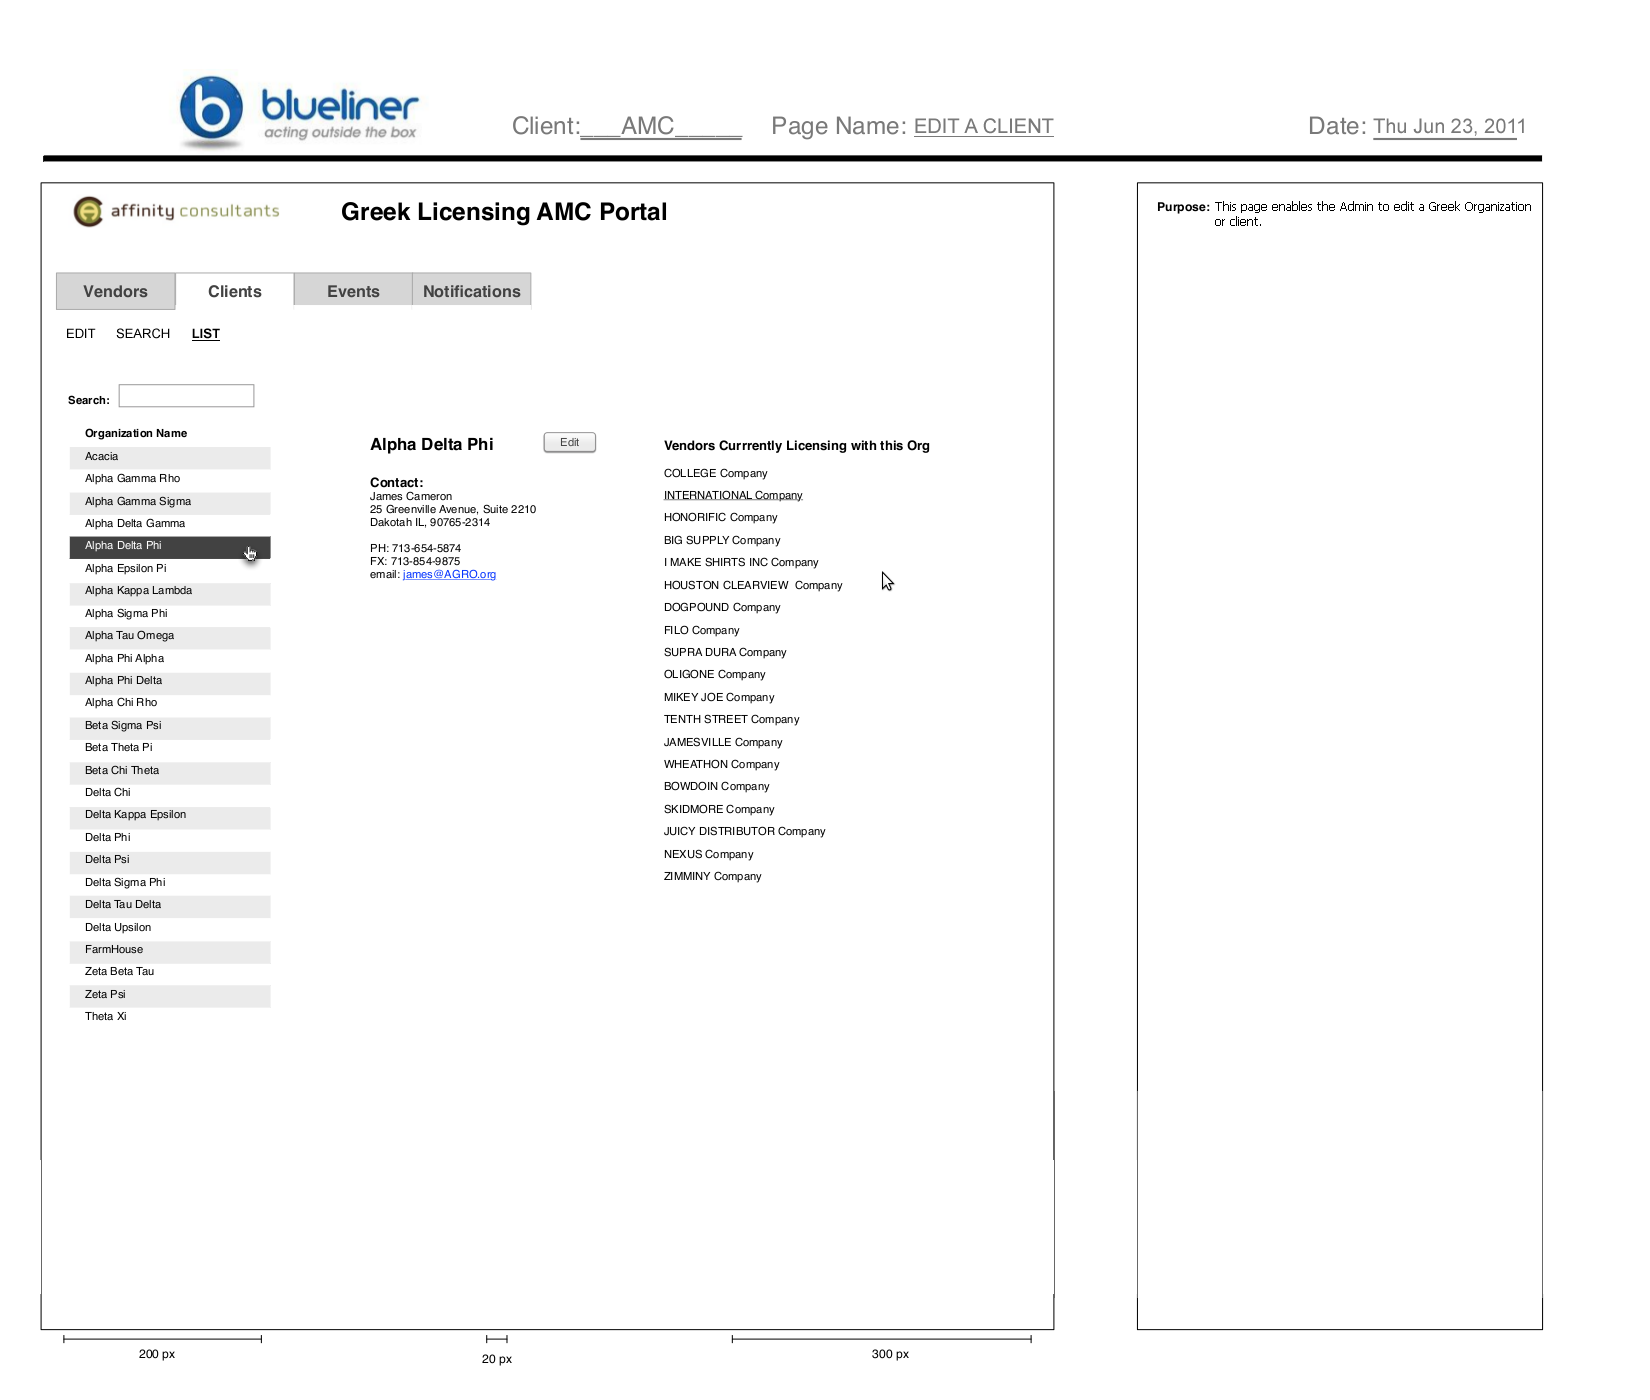 blueliner
acting outside the box
Client:___AMC_____ Page Name: EDIT A CLIENT Date: Thu Jun 23, 2011
affinity consultants
Greek Licensing AMC Portal
Purpose: This page enables the Admin to edit a Greek Organization
or client.
Vendors Clients Events Notifications
EDIT SEARCH LIST
Search:
Organization Name
Acacia
Alpha Gamma Rho
Alpha Gamma Sigma
Alpha Delta Gamma
Alpha Delta Phi
Alpha Epsilon Pi
Alpha Kappa Lambda
Alpha Sigma Phi
Alpha Tau Omega
Alpha Phi Alpha
Alpha Phi Delta
Alpha Chi Rho
Beta Sigma Psi
Beta Theta Pi
Beta Chi Theta
Delta Chi
Delta Kappa Epsilon
Delta Phi
Delta Psi
Delta Sigma Phi
Delta Tau Delta
Delta Upsilon
FarmHouse
Zeta Beta Tau
Zeta Psi
Theta Xi
Alpha Delta Phi
Edit
Contact:
James Cameron
25 Greenville Avenue, Suite 2210
Dakotah IL, 90765-2314
PH: 713-654-5874
FX: 713-854-9875
email: james@AGRO.org
Vendors Currrently Licensing with this Org
COLLEGE Company
INTERNATIONAL Company
HONORIFIC Company
BIG SUPPLY Company
I MAKE SHIRTS INC Company
HOUSTON CLEARVIEW  Company
DOGPOUND Company
FILO Company
SUPRA DURA Company
OLIGONE Company
MIKEY JOE Company
TENTH STREET Company
JAMESVILLE Company
WHEATHON Company
BOWDOIN Company
SKIDMORE Company
JUICY DISTRIBUTOR Company
NEXUS Company
ZIMMINY Company
200 px
20 px
300 px